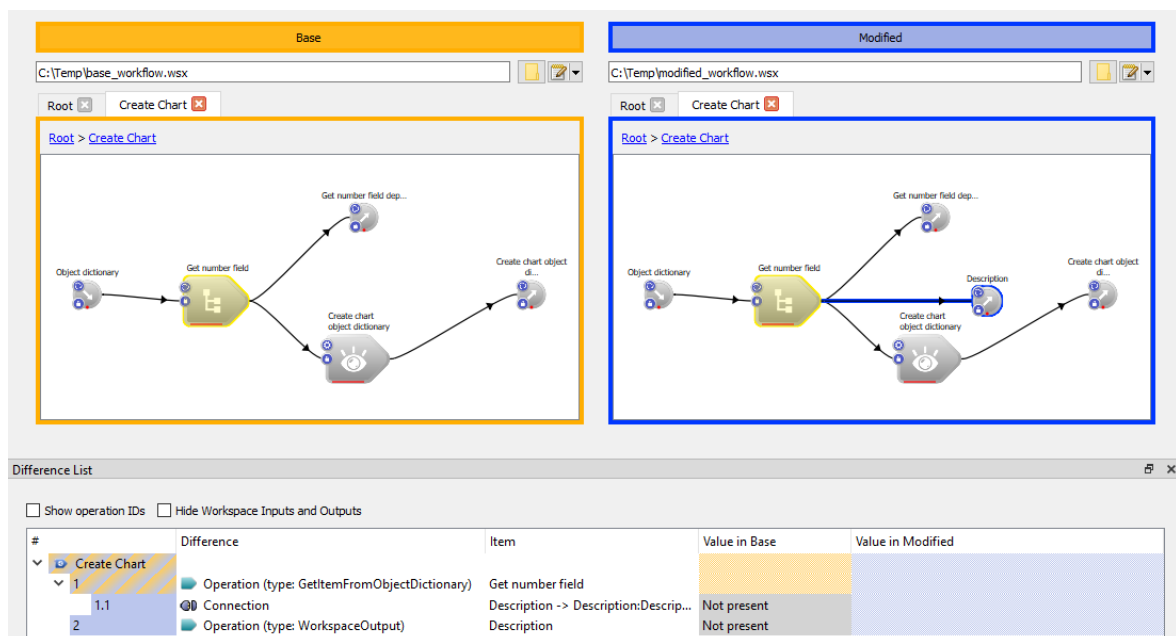 Base
Modified
C:\Temp\base_workflow.wsx
C:\Temp\modified_workflow.wsx
Root
Create Chart
Root
Create Chart
Root > Create Chart
Root > Create Chart
Get number field dep...
Object dictionary
Get number field
Create chart object
di...
Create chart
object dictionary
Get number field dep...
Object dictionary
Get number field
Description
Create chart object
di...
Create chart
object dictionary
Difference List
Show operation IDs
Hide Workspace Inputs and Outputs
# Difference Item Value in Base Value in Modified
Create Chart
1 Operation (type: GetItemFromObjectDictionary) Get number field
1.1 Connection Description -> Description:Descrip... Not present
2 Operation (type: WorkspaceOutput) Description Not present